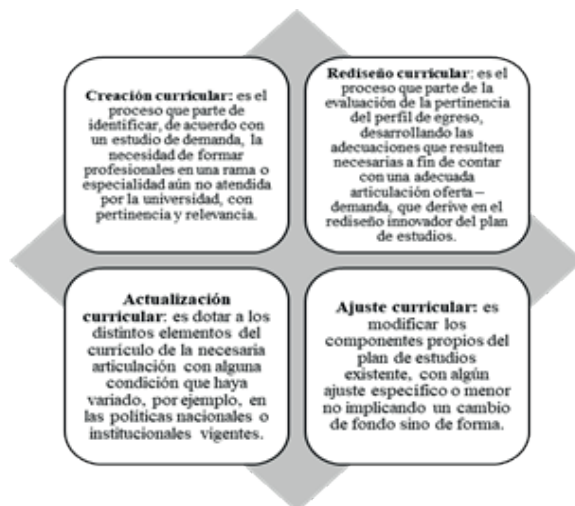 Creación curricular: es el
proceso que parte de
identificar, de acuerdo con
un estudio de demanda, la
necesidad de formar
profesionales en una rama o
especialidad aún no atendida
por la universidad, con
pertinencia y relevancia.
Rediseño curricular: es el
proceso que parte de la
evaluación de la pertinencia
del perfil de egreso,
desarrollando las
adecuaciones que resulten
necesarias a fin de contar
con una adecuada
articulación oferta –
demanda, que derive en el
rediseño innovador del plan
de estudios.
Actualización
curricular: es dotar a los
distintos elementos del
currículo de la necesaria
articulación con alguna
condición que haya
variado, por ejemplo, en
las políticas nacionales o
institucionales vigentes.
Ajuste curricular: es
modificar los
componentes propios del
plan de estudios
existente, con algún
ajuste específico o menor
no implicando un cambio
de fondo sino de forma.